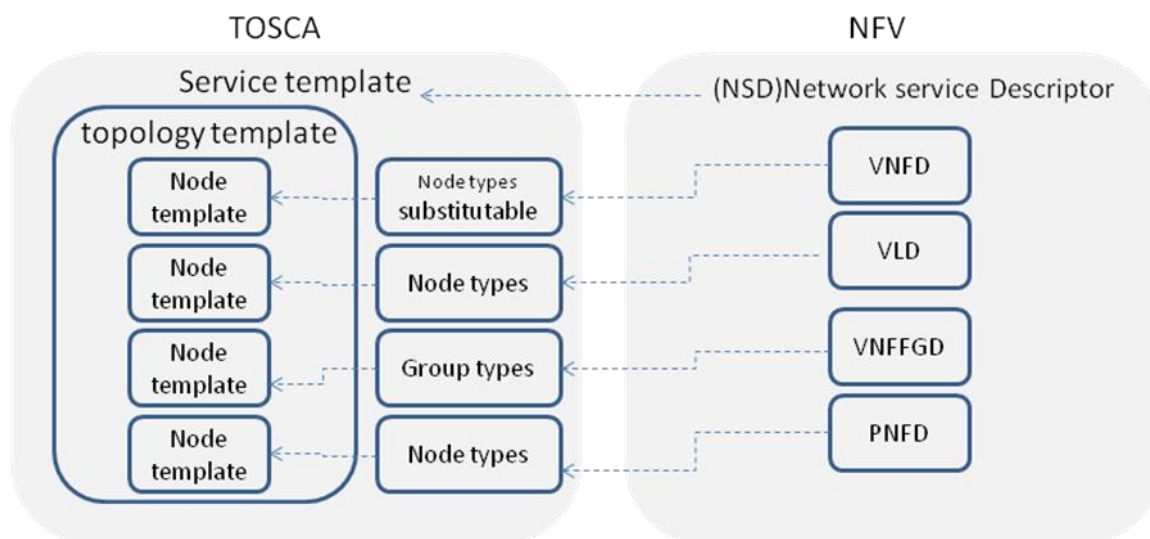 TOSCA
NFV
Service template
(NSD)Network service Descriptor
topology template
Node
template
Node types
substitutable
VNFD
Node
template
Node types
VLD
Node
template
Group types
VNFFGD
Node
template
Node types
PNFD